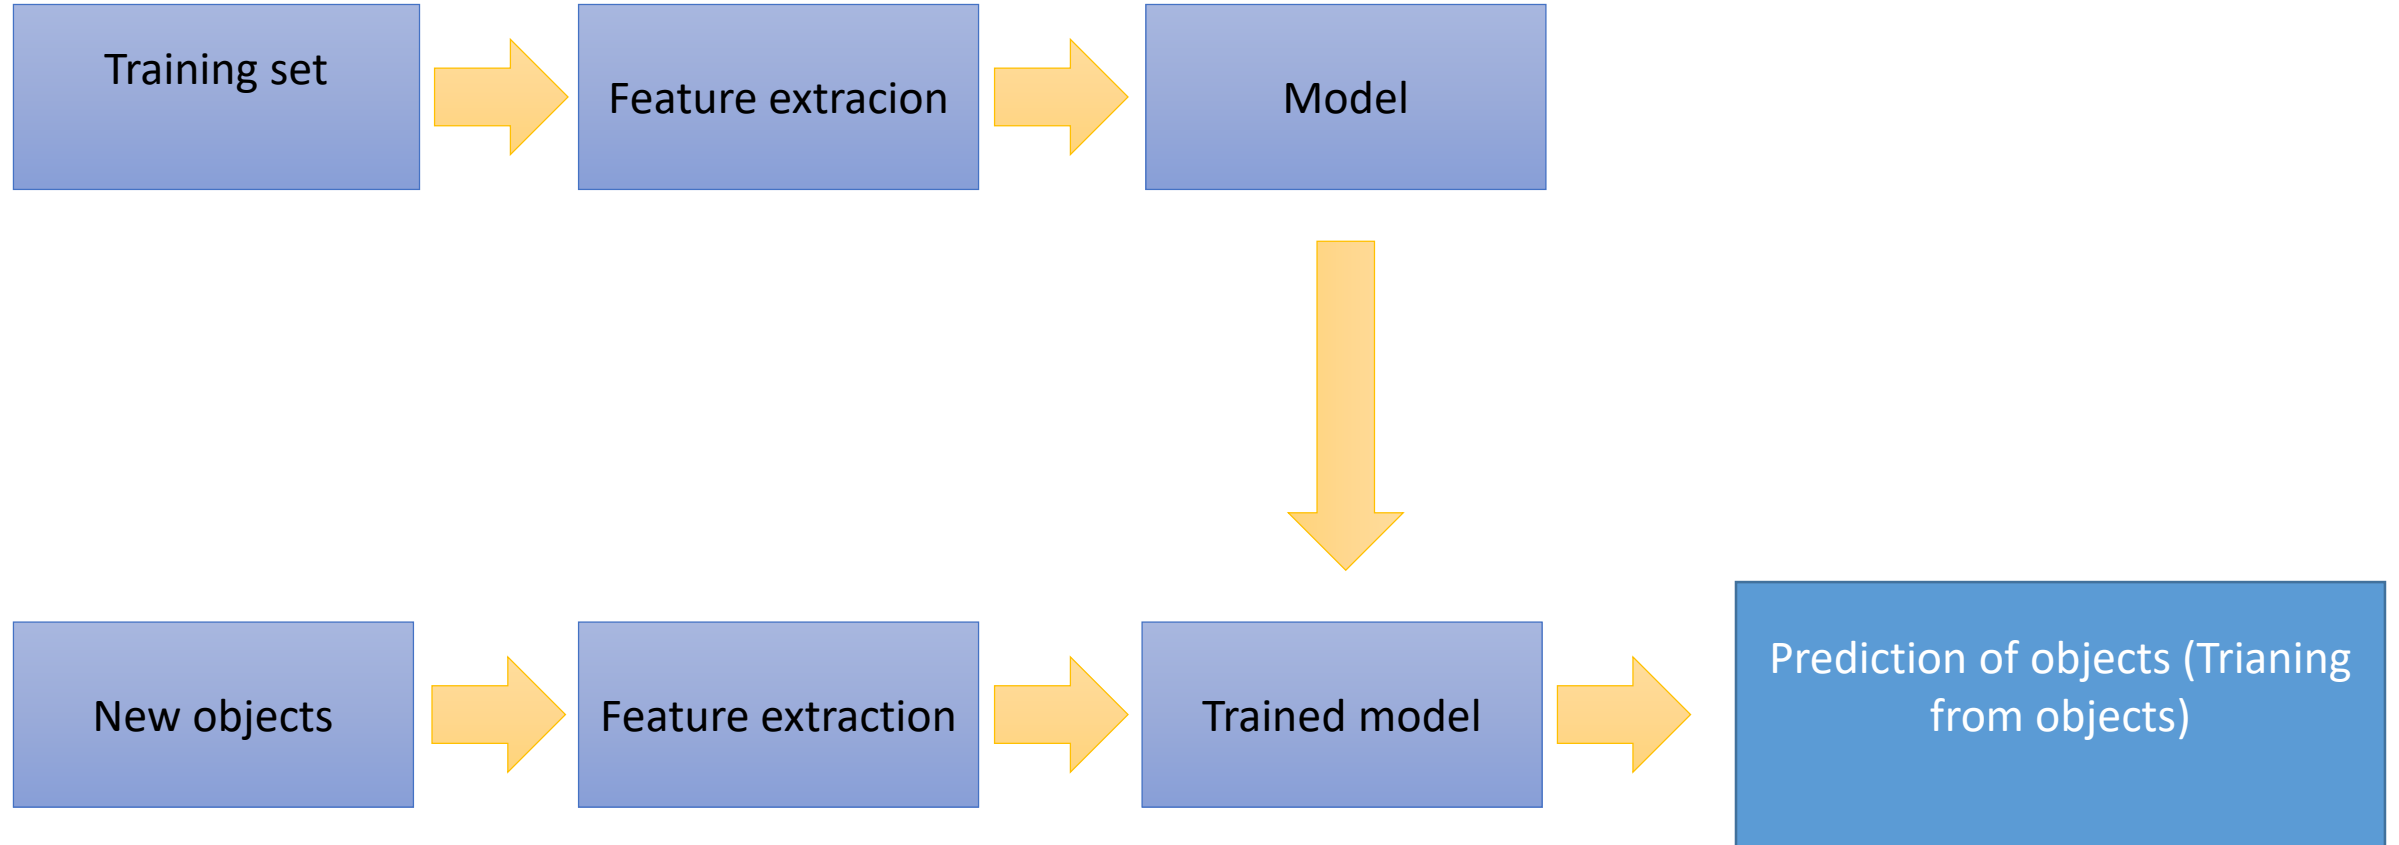 Training set
Feature extracion
Model
New objects
Feature extraction
Trained model
Prediction of objects (Trianing
from objects)